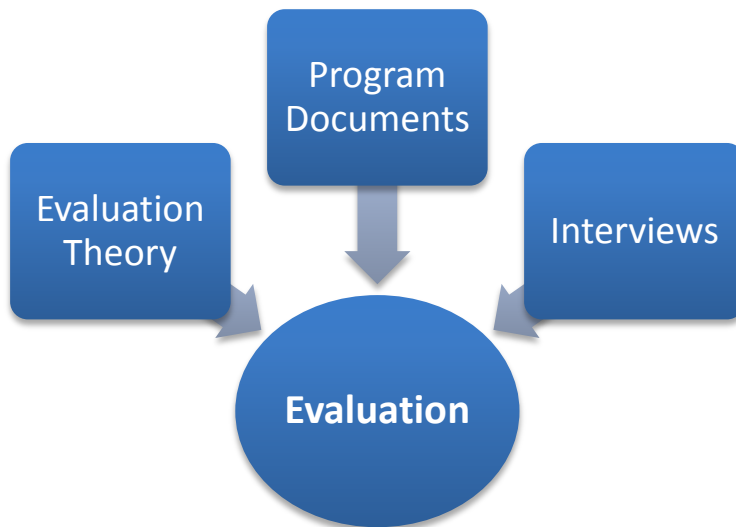 Program
Documents
Evaluation
Theory
Interviews
Evaluation